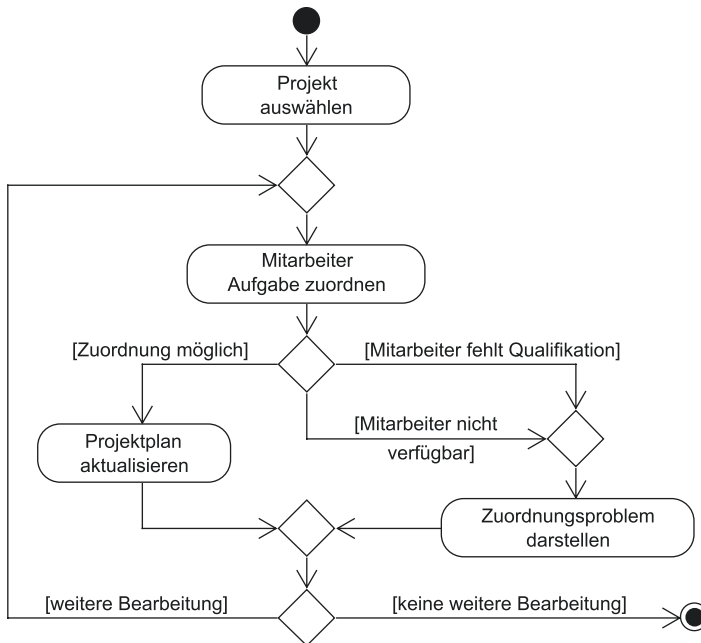 Projekt
auswählen
Mitarbeiter
Aufgabe zuordnen
[Zuordnung möglich]
[Mitarbeiter fehlt Qualifikation]
[Mitarbeiter nicht
verfügbar]
Projektplan
aktualisieren
Zuordnungsproblem
darstellen
[weitere Bearbeitung]
[keine weitere Bearbeitung]